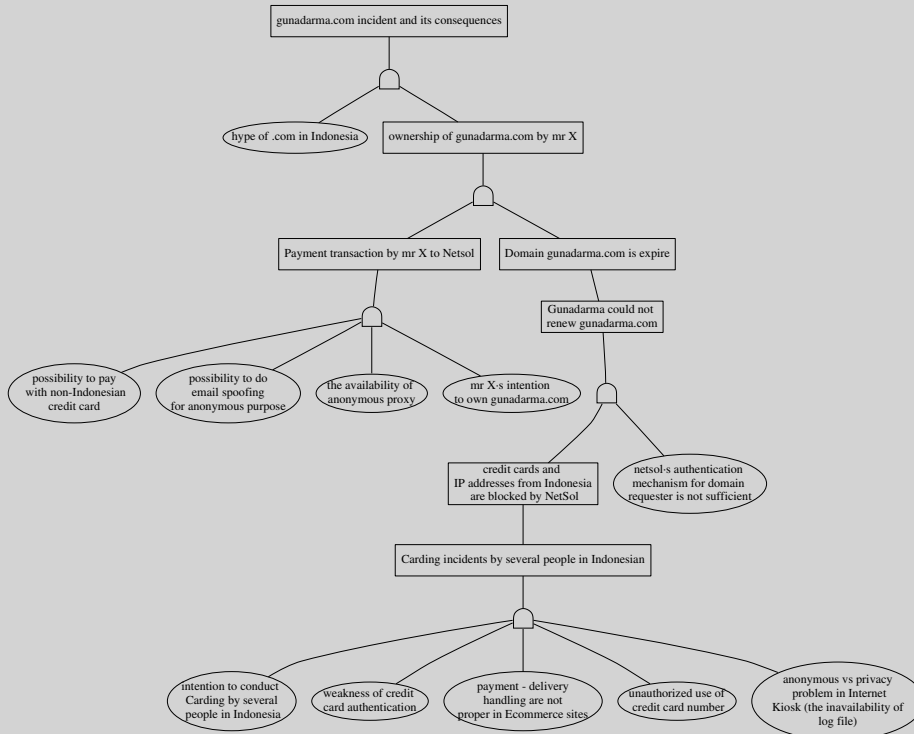 gunadarma.com incident and its consequences
hype of .com in Indonesia
ownership of gunadarma.com by mr X
Payment transaction by mr X to Netsol
Domain gunadarma.com is expire
Gunadarma could not
renew gunadarma.com
possibility to pay
with non-Indonesian
credit card
possibility to do
email spoofing
for anonymous purpose
the availability of
anonymous proxy
mr X·s intention
to own gunadarma.com
credit cards and
IP addresses from Indonesia
are blocked by NetSol
netsol·s authentication
mechanism for domain
requester is not sufficient
Carding incidents by several people in Indonesian
intention to conduct
Carding by several
people in Indonesia
weakness of credit
card authentication
payment - delivery
handling are not
proper in Ecommerce sites
unauthorized use of
credit card number
anonymous vs privacy
problem in Internet
Kiosk (the inavailability of
log file)